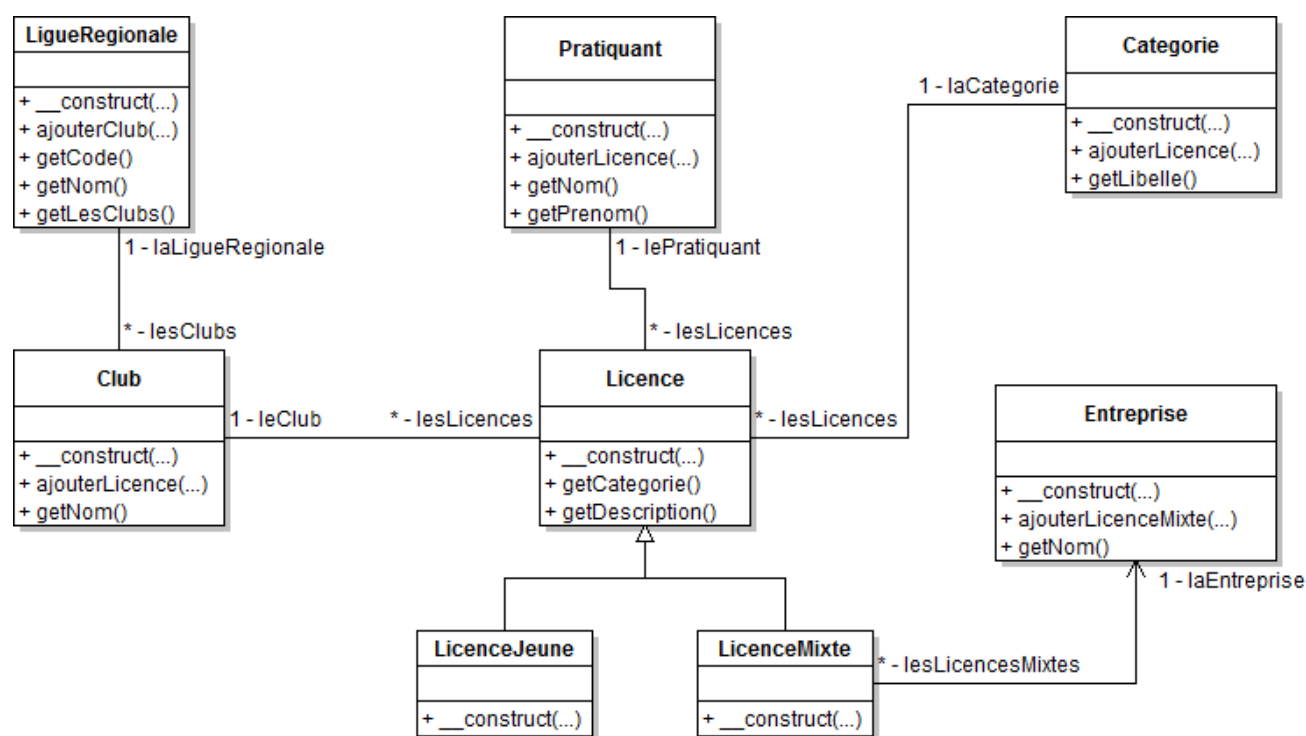 LigueRegionale
+ __construct(...)
+ ajouterClub(...)
+ getCode()
+ getNom()
+ getLesClubs()
Pratiquant
+ __construct(...)
+ ajouterLicence(...)
+ getNom()
+ getPrenom()
Categorie
+ __construct(...)
+ ajouterLicence(...)
+ getLibelle()
1 - laCategorie
1 - laLigueRegionale
1 - lePratiquant
* - lesClubs
* - lesLicences
Club
+ __construct(...)
+ ajouterLicence(...)
+ getNom()
1 - leClub
* - lesLicences
Licence
+ __construct(...)
+ getCategorie()
+ getDescription()
* - lesLicences
Entreprise
+ __construct(...)
+ ajouterLicenceMixte(...)
+ getNom()
1 - laEntreprise
LicenceJeune
+ __construct(...)
LicenceMixte
+ __construct(...)
* - lesLicencesMixtes